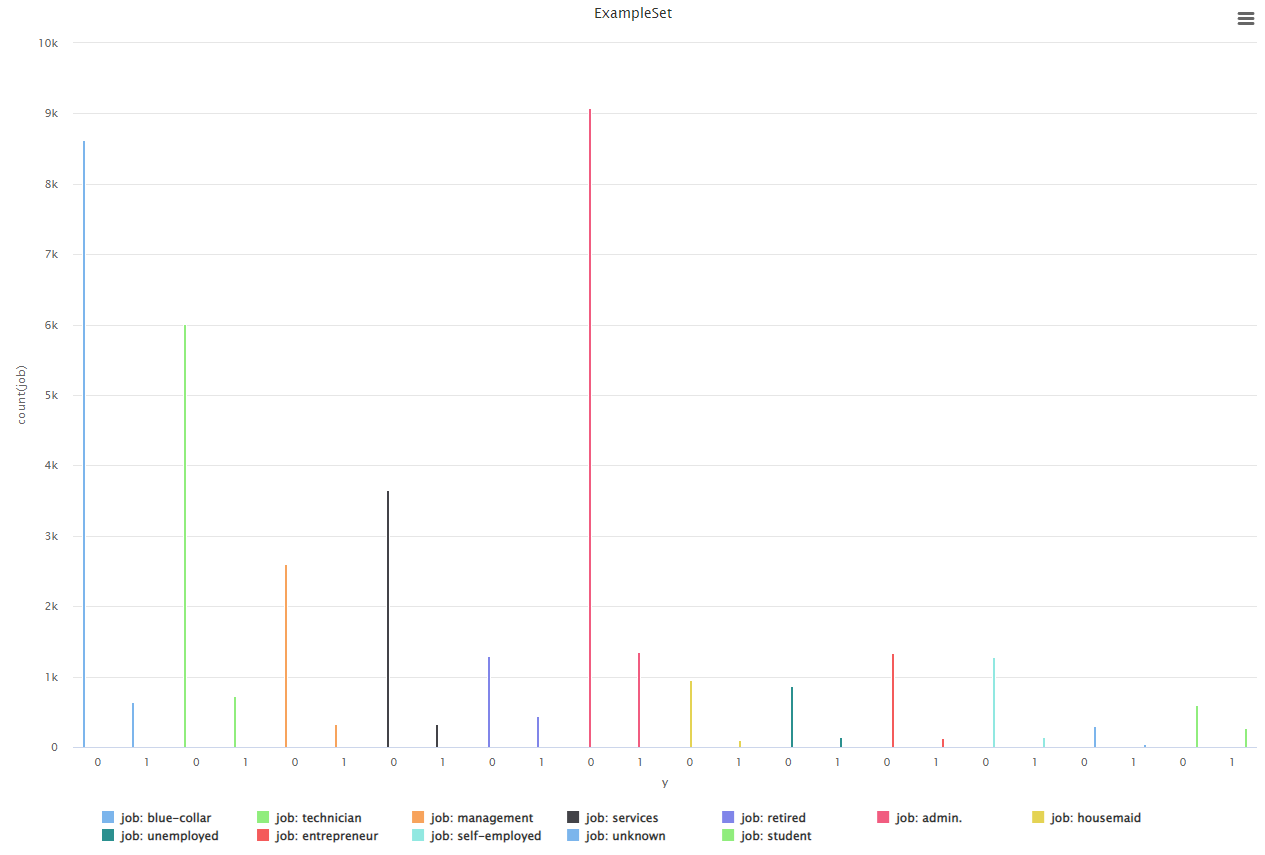 ExampleSet
10k
9k
8k
7k
6k
5k
4k
3k
2k
1k
0
count(job)
0 1 0 1 0 1 0 1 0 1 0 1 0 1 0 1 0 1 0 1 0 1 0 1
y
job: blue-collar job: technician job: management job: services job: retired job: admin. job: housemaid
job: unemployed job: entrepreneur job: self-employed job: unknown job: student